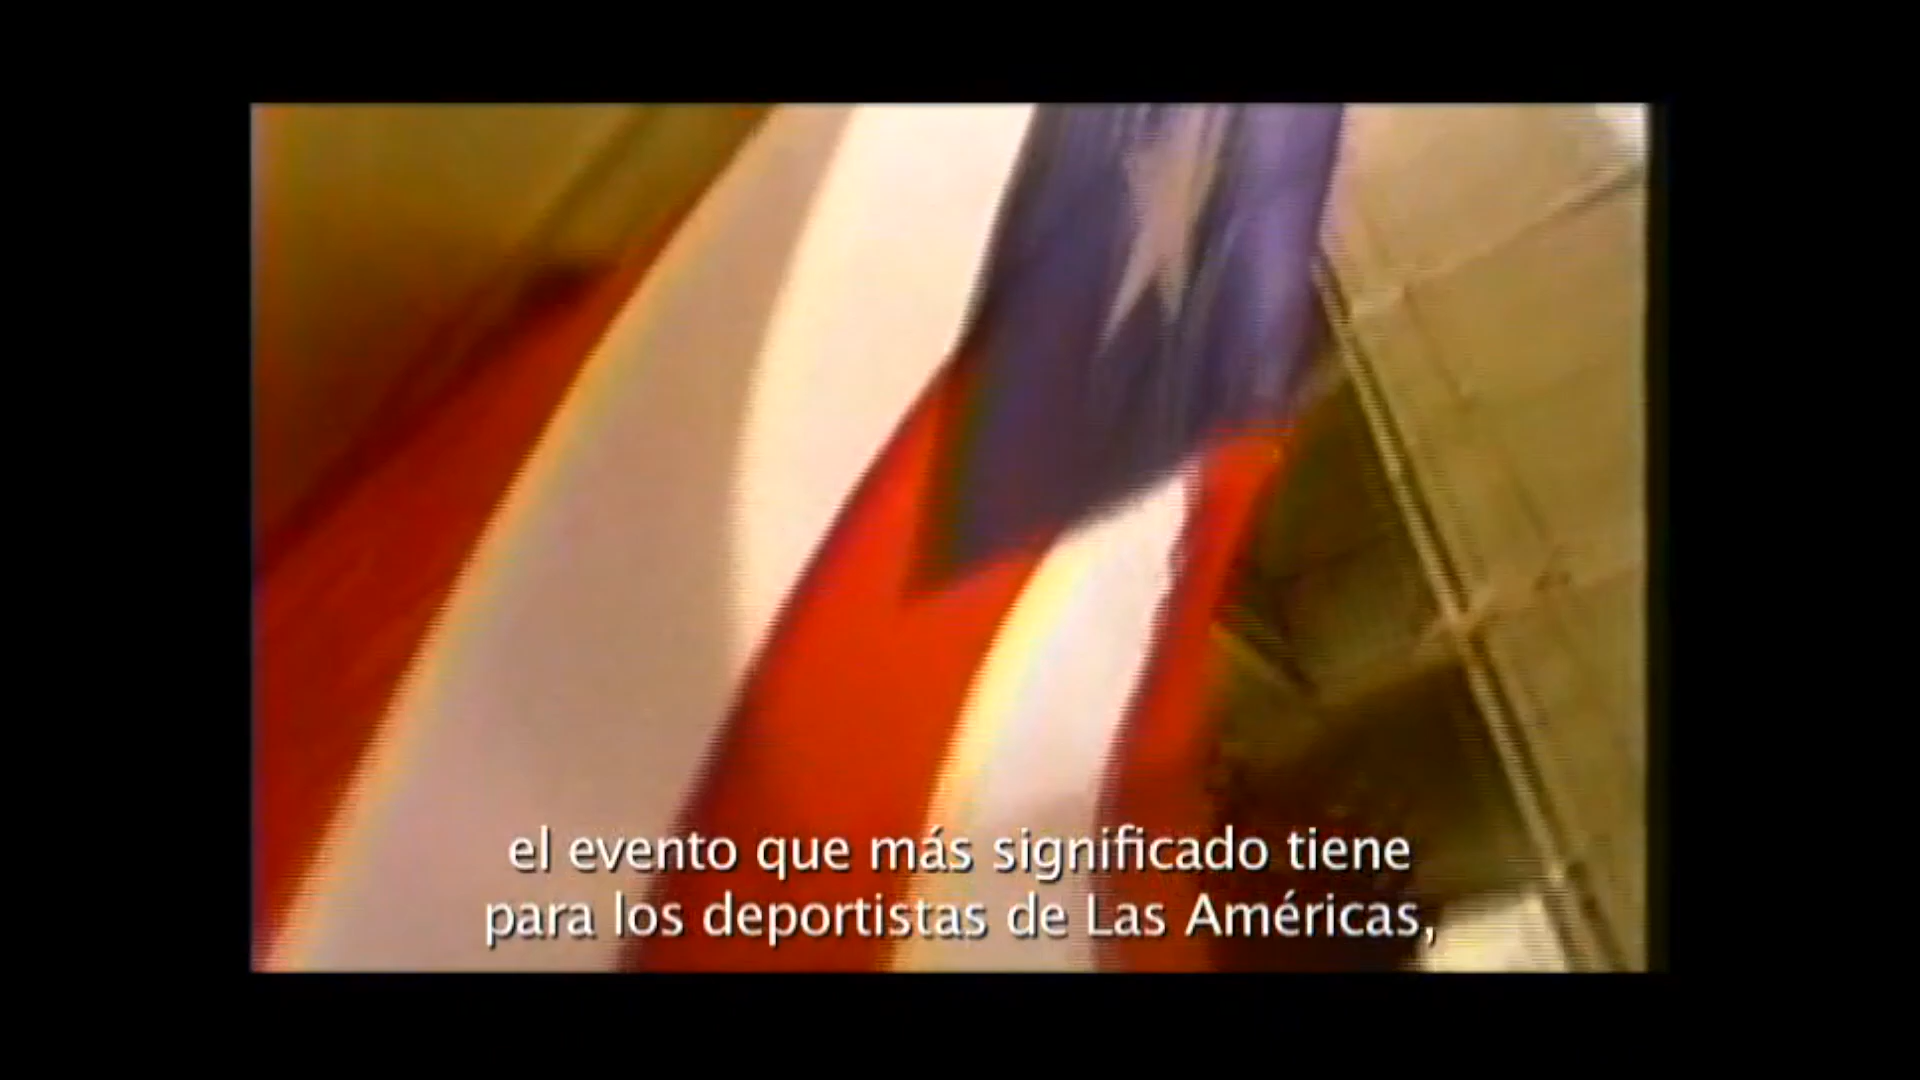 el evento que más significado tiene
para los deportistas de Las Américas,